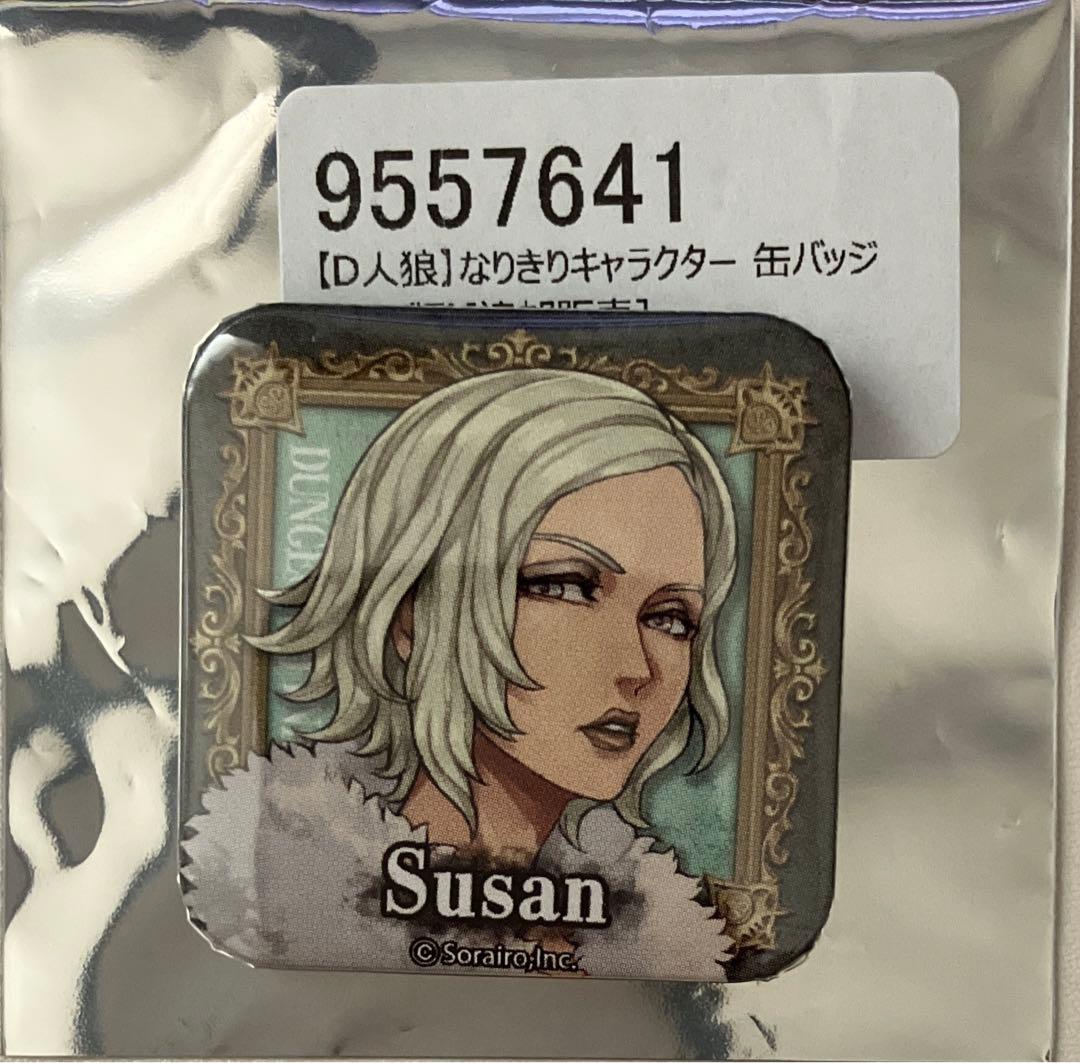 9557641
【D人狼】なりきりキャラクター 缶バッジ
DUNGE
Susan
©Sorairo,Inc.